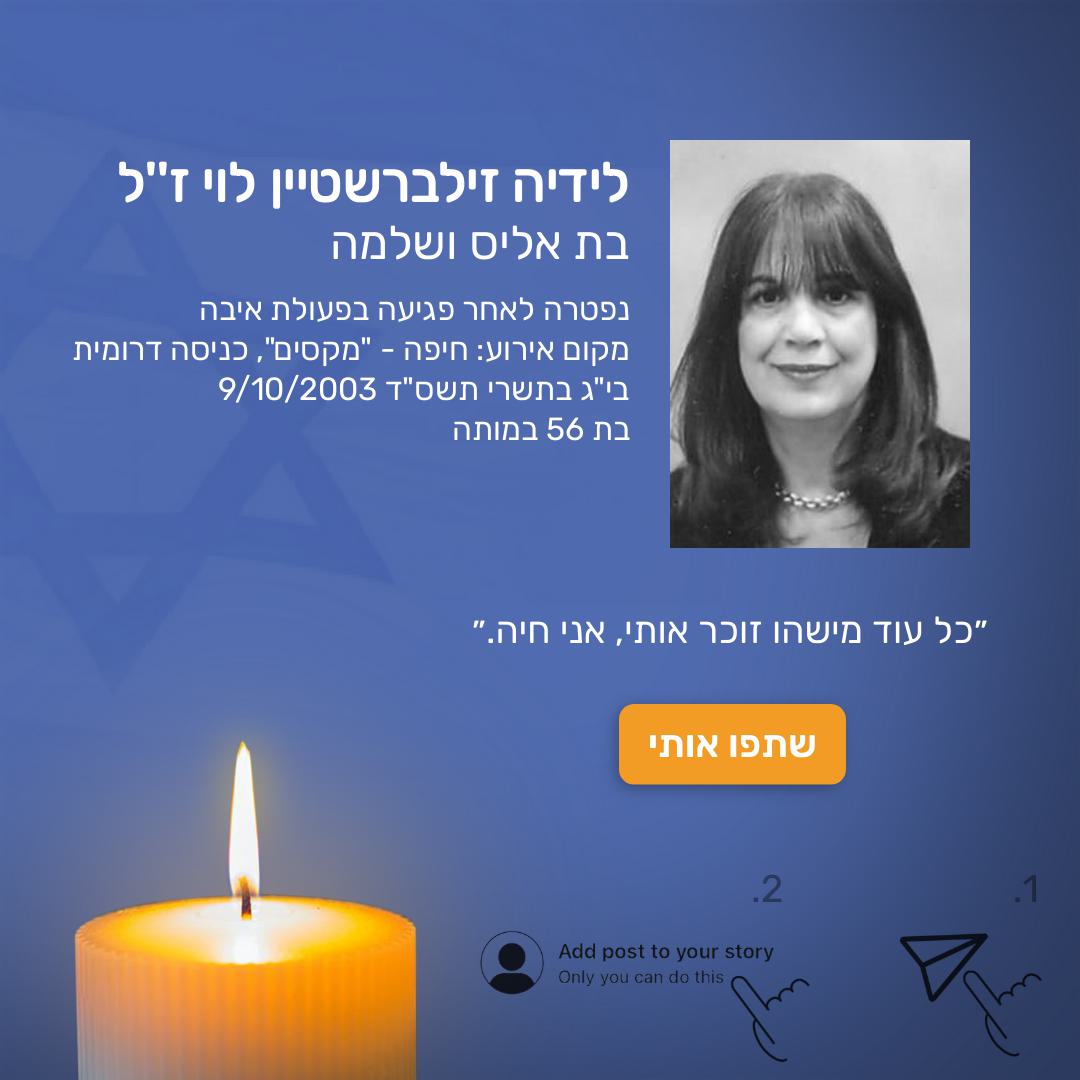 לידיה זילברשטיין לוי ז"ל
בת אליס ושלמה
נפטרה לאחר פגיעה בפעולת איבה
מקום אירוע: חיפה - "מקסים", כניסה דרומית
בי"ג בתשרי תשס"ד 9/10/2003
בת 56 במותה
״כל עוד מישהו זוכר אותי, אני חיה.״
שתפו אותי
1.
2.
Add post to your story
Only you can do this